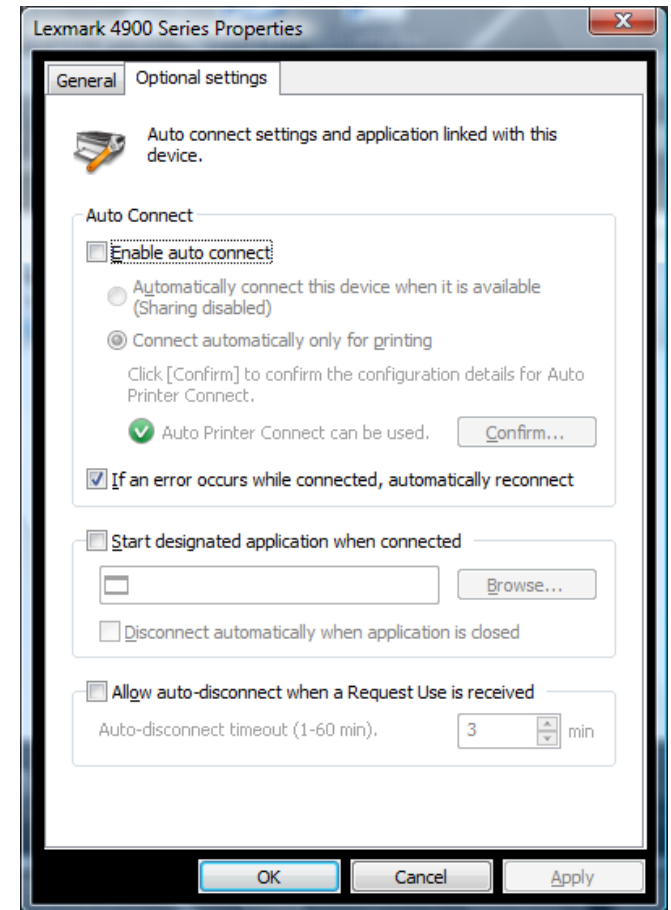 Lexmark 4900 Series Properties
General
Optional settings
Auto connect settings and application linked with this
device.
Auto Connect
Enable auto connect
Automatically connect this device when it is available
(Sharing disabled)
Connect automatically only for printing
Click [Confirm] to confirm the configuration details for Auto
Printer Connect.
Auto Printer Connect can be used.
Confirm...
If an error occurs while connected, automatically reconnect
Start designated application when connected
Browse...
Disconnect automatically when application is closed
Allow auto-disconnect when a Request Use is received
Auto-disconnect timeout (1-60 min).
3
min
OK
Cancel
Apply